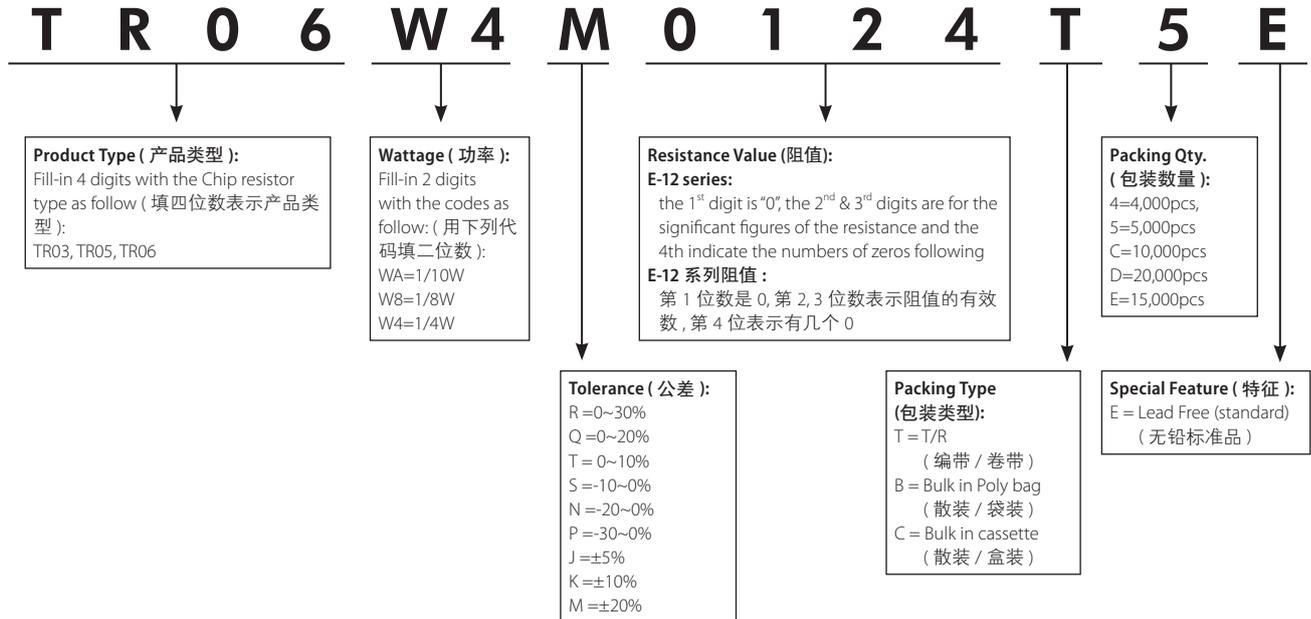 T R 0 6 W 4 M 0 1 2 4 T 5 E
Product Type ( 产品类型 ):
Fill-in 4 digits with the Chip resistor
type as follow ( 填四位数表示产品类
型 ):
TR03, TR05, TR06
Wattage ( 功率 ):
Fill-in 2 digits
with the codes as
follow: ( 用下列代
码填二位数 ):
WA=1/10W
W8=1/8W
W4=1/4W
Resistance Value (阻值):
E-12 series:
the 1st digit is “0”, the 2nd & 3rd digits are for the
significant figures of the resistance and the
4th indicate the numbers of zeros following
E-12 系列阻值 :
第 1 位数是 0, 第 2, 3 位数表示阻值的有效
数 , 第 4 位表示有几个 0
Packing Qty.
( 包装数量 ):
4=4,000pcs,
5=5,000pcs
C=10,000pcs
D=20,000pcs
E=15,000pcs
Tolerance ( 公差 ):
R =0~30%
Q =0~20%
T = 0~10%
S =-10~0%
N =-20~0%
P =-30~0%
J =±5%
K =±10%
M =±20%
Packing Type
(包装类型):
T = T/R
( 编带 / 卷带 )
B = Bulk in Poly bag
( 散装 / 袋装 )
C = Bulk in cassette
( 散装 / 盒装 )
Special Feature ( 特征 ):
E = Lead Free (standard)
( 无铅标准品 )